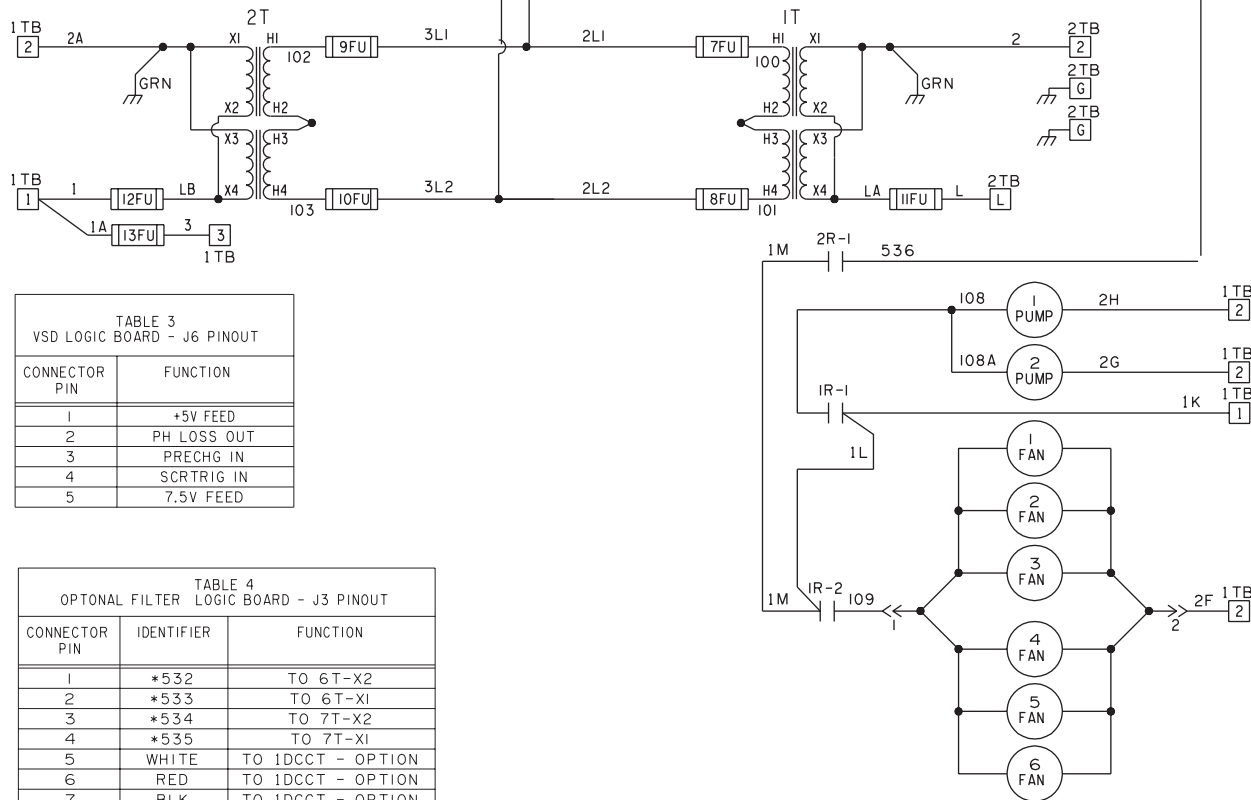 2T
1T
1TB
2
2A
GRN
X1 H1
102
9FU
3L1
2L1
7FU
100
H1 X1
GRN
2
2TB
2
2TB
G
2TB
G
X2 H2
X3 H3
X4 H4
H2 X2
H3 X3
H4 X4
1TB
1
1
12FU
LB
103
10FU
3L2
2L2
8FU
101
LA
11FU
L
2TB
L
1A
13FU
3
3
1TB
1M
2R-1
536
108
1
PUMP
2H
1TB
2
108A
2
PUMP
2G
1TB
2
1R-1
1K
1TB
1
1L
1
FAN
2
FAN
3
FAN
1M
1R-2
109
1
2
2F
1TB
2
4
FAN
5
FAN
6
FAN
TABLE 3
VSD LOGIC BOARD - J6 PINOUT
CONNECTOR PIN FUNCTION
1 +5V FEED
2 PH LOSS OUT
3 PRECHG IN
4 SCRTRIG IN
5 7.5V FEED
TABLE 4
OPTIONAL FILTER LOGIC BOARD - J3 PINOUT
CONNECTOR PIN IDENTIFIER FUNCTION
1 *532 TO 6T-X2
2 *533 TO 6T-X1
3 *534 TO 7T-X2
4 *535 TO 7T-X1
5 WHITE TO 1DCCT - OPTION
6 RED TO 1DCCT - OPTION
7 BLK TO 1DCCT - OPTION